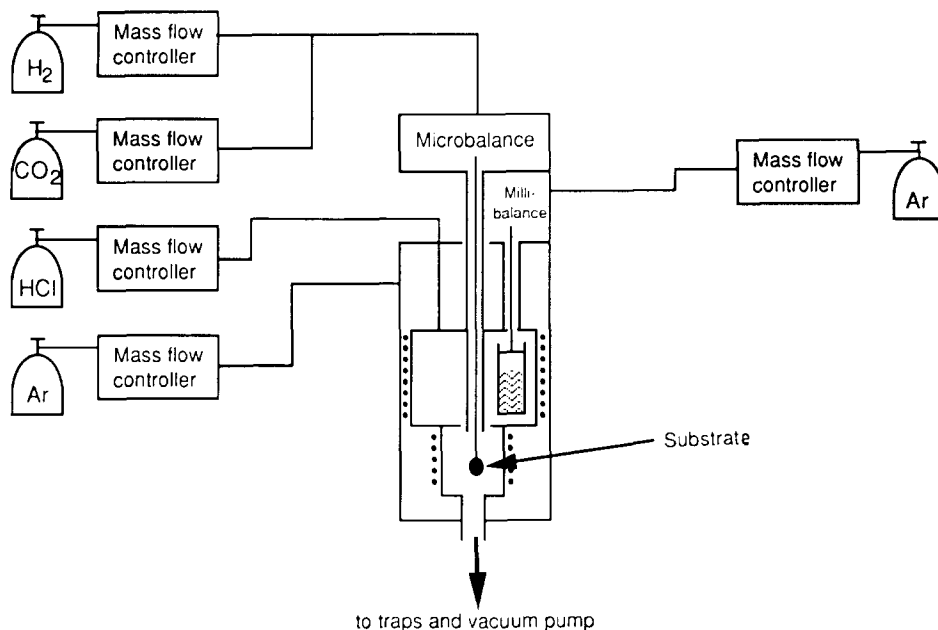 Mass flow
controller
H2
Mass flow
controller
CO2
Microbalance
Milli-
balance
Mass flow
controller
Ar
Mass flow
controller
HCl
Mass flow
controller
Ar
Substrate
to traps and vacuum pump